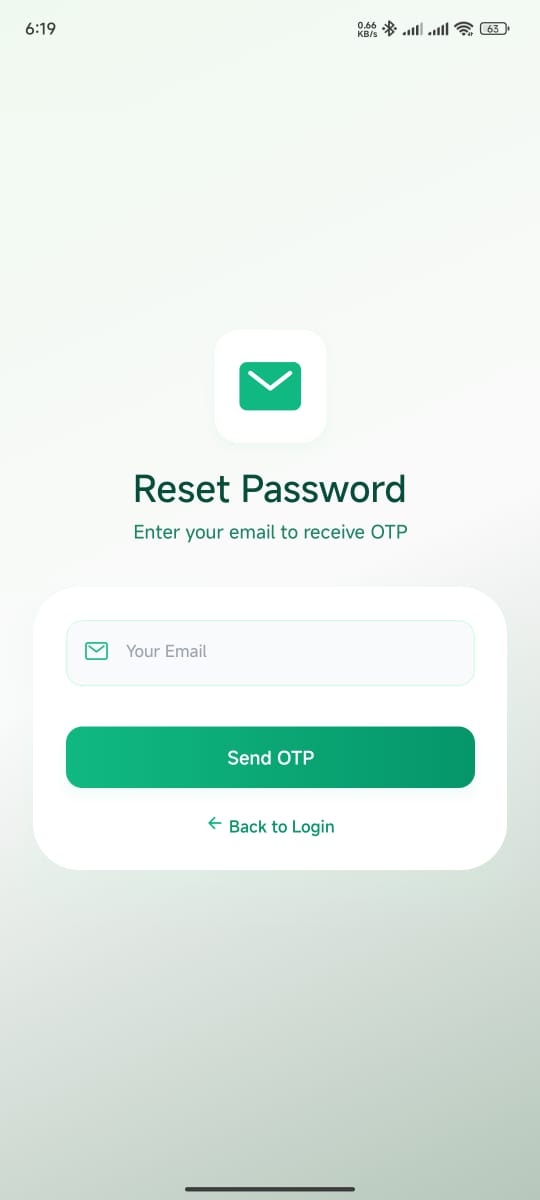 6:19
0.66
KB/s
63
Reset Password
Enter your email to receive OTP
Your Email
Send OTP
← Back to Login